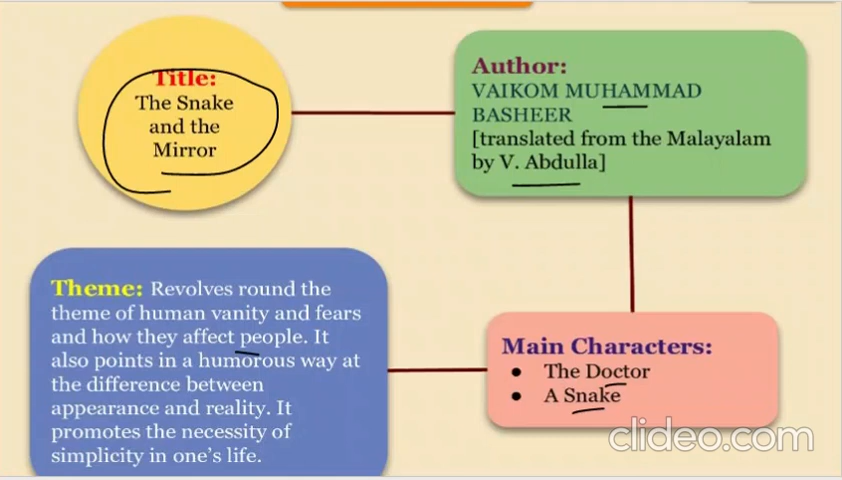 Title:
The Snake
and the
Mirror
Author:
VAIKOM MUHAMMAD
BASHEER
[translated from the Malayalam
by V. Abdulla]
Theme: Revolves round the
theme of human vanity and fears
and how they affect people. It
also points in a humorous way at
the difference between
appearance and reality. It
promotes the necessity of
simplicity in one's life.
Main Characters:
● The Doctor
● A Snake
clideo.com